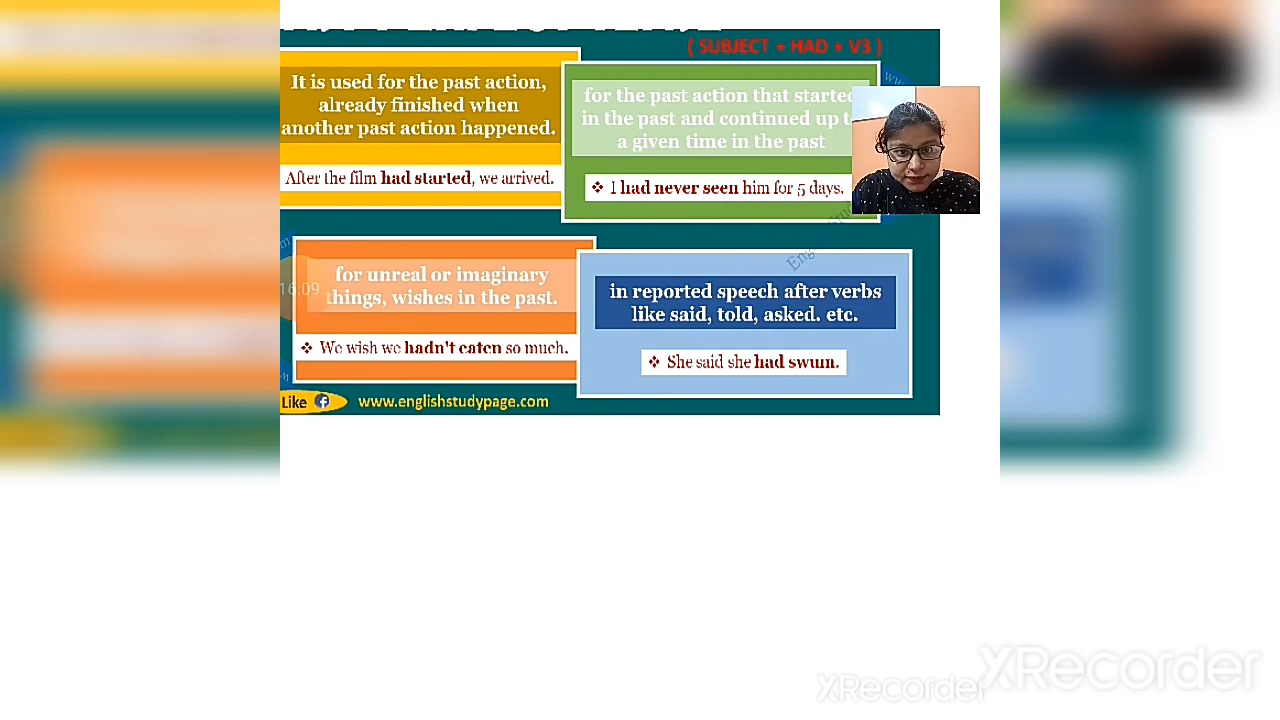 ( SUBJECT + HAD + V3 )
It is used for the past action,
already finished when
another past action happened.
After the film had started, we arrived.
for the past action that started
in the past and continued up
a given time in the past
❖ I had never seen him for 5 days.
for unreal or imaginary
things, wishes in the past.
16:09
❖ We wish we hadn't eaten so much.
in reported speech after verbs
like said, told, asked. etc.
❖ She said she had swum.
Like
www.englishstudypage.com
XRecorder
XRecorder